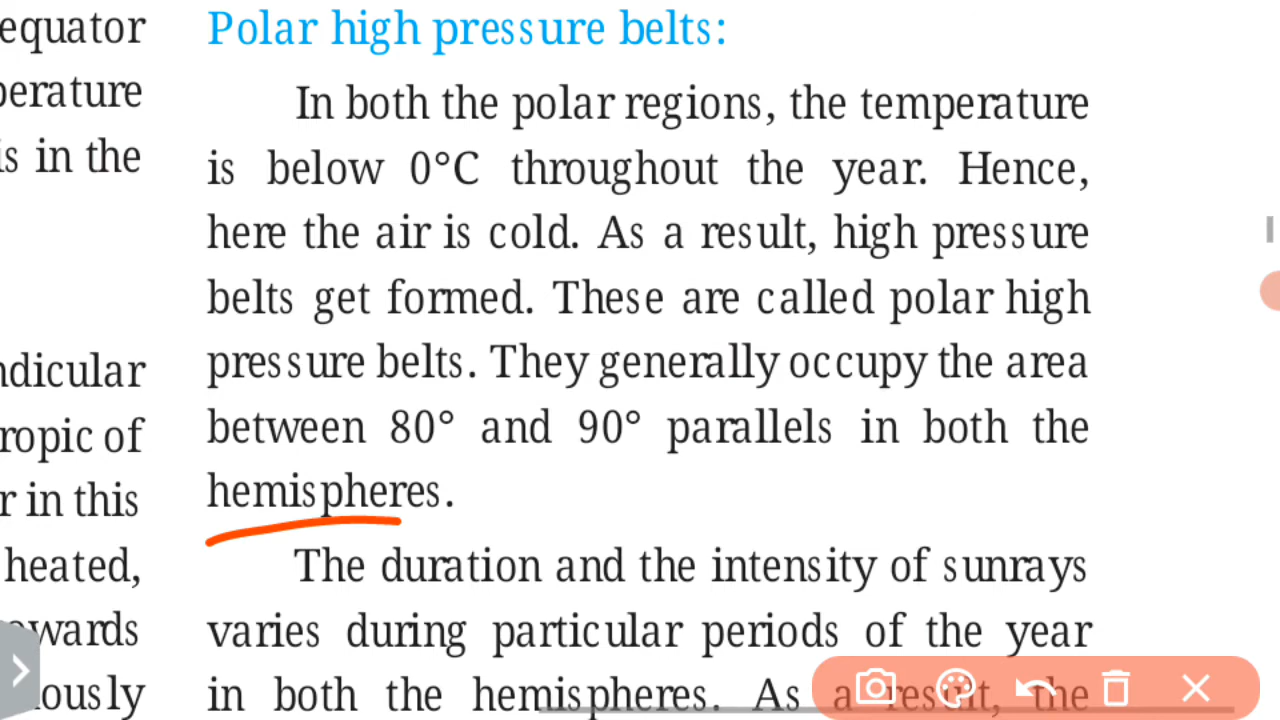 equator
perature
is in the
ndicular
ropic of
r in this
heated,
wards
ously
Polar high pressure belts:
In both the polar regions, the temperature
is below 0°C throughout the year. Hence,
here the air is cold. As a result, high pressure
belts get formed. These are called polar high
pressure belts. They generally occupy the area
between 80° and 90° parallels in both the
hemispheres.
The duration and the intensity of sunrays
varies during particular periods of the year
in both the hemispheres. As a result, the